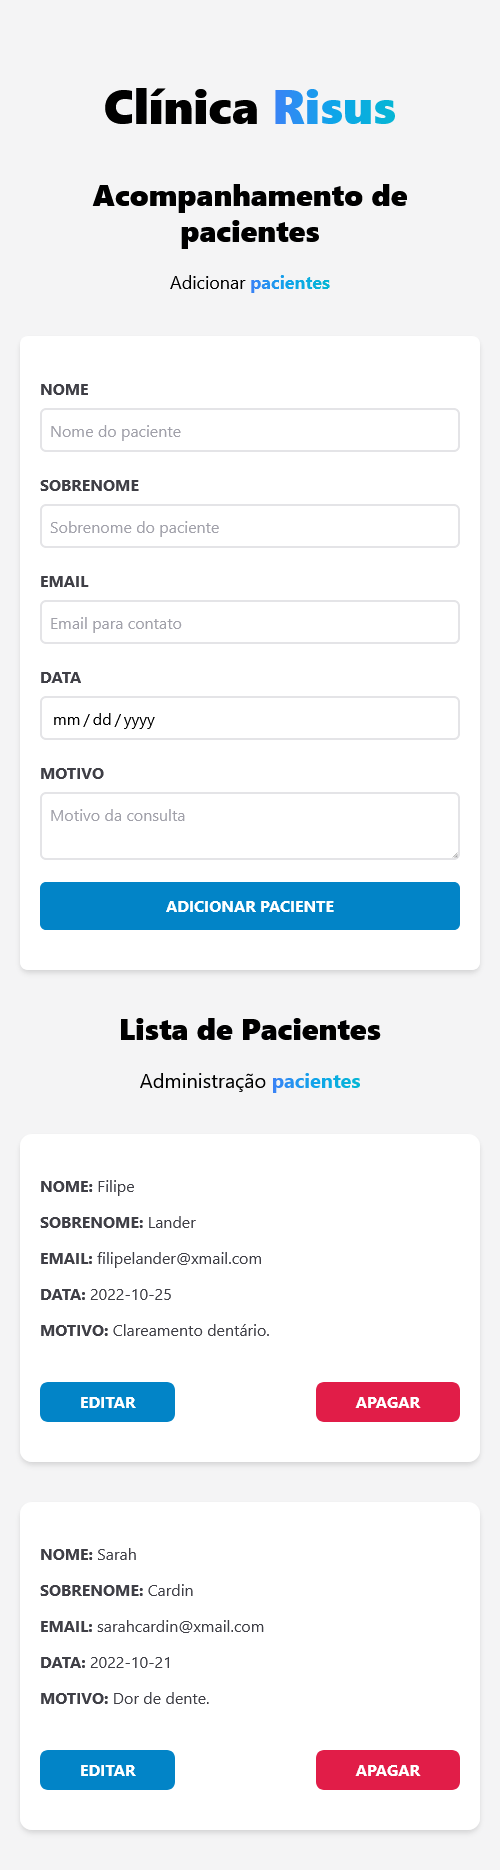 Clínica Risus
Acompanhamento de
pacientes
Adicionar pacientes
NOME
Nome do paciente
SOBRENOME
Sobrenome do paciente
EMAIL
Email para contato
DATA
mm/dd/yyyy
MOTIVO
Motivo da consulta
ADICIONAR PACIENTE
Lista de Pacientes
Administração pacientes
NOME: Filipe
SOBRENOME: Lander
EMAIL: filipelander@xmail.com
DATA: 2022-10-25
MOTIVO: Clareamento dentário.
EDITAR APAGAR
NOME: Sarah
SOBRENOME: Cardin
EMAIL: sarahcardin@xmail.com
DATA: 2022-10-21
MOTIVO: Dor de dente.
EDITAR APAGAR